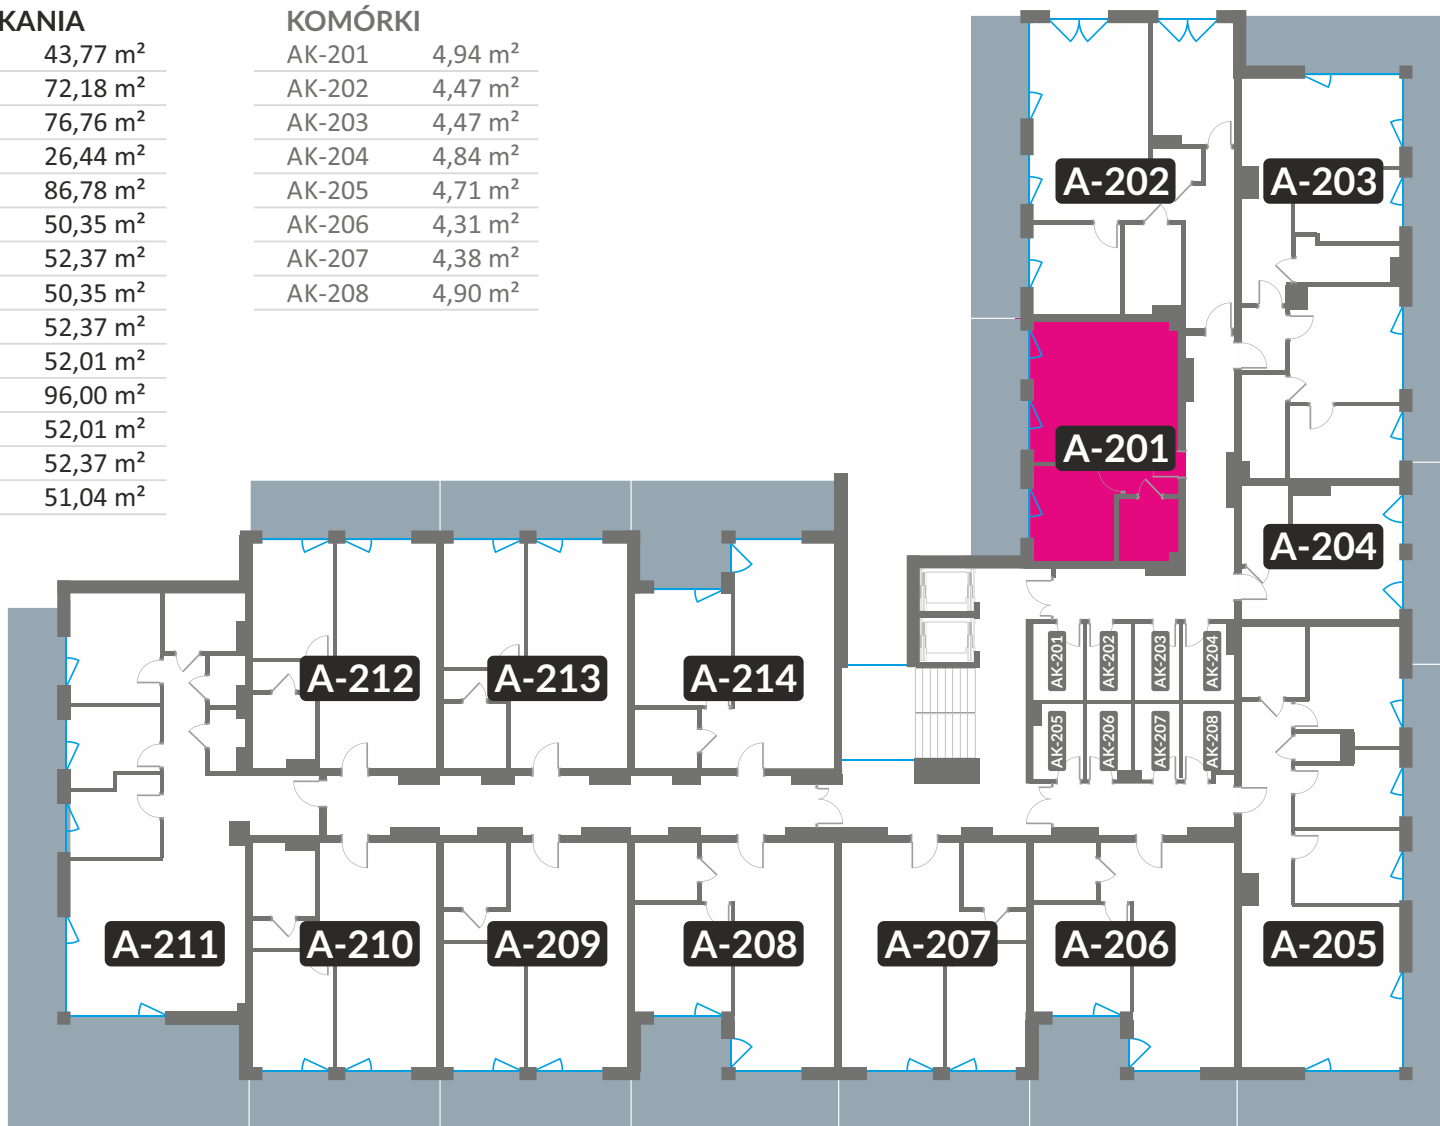 KANIA
43,77 m²
72,18 m²
76,76 m²
26,44 m²
86,78 m²
50,35 m²
52,37 m²
50,35 m²
52,37 m²
52,01 m²
96,00 m²
52,01 m²
52,37 m²
51,04 m²
KOMÓRKI
AK-201 4,94 m²
AK-202 4,47 m²
AK-203 4,47 m²
AK-204 4,84 m²
AK-205 4,71 m²
AK-206 4,31 m²
AK-207 4,38 m²
AK-208 4,90 m²
A-202
A-203
A-201
A-204
AK-201
AK-202
AK-203
AK-204
A-212
A-213
A-214
AK-205
AK-206
AK-207
AK-208
A-211
A-210
A-209
A-208
A-207
A-206
A-205